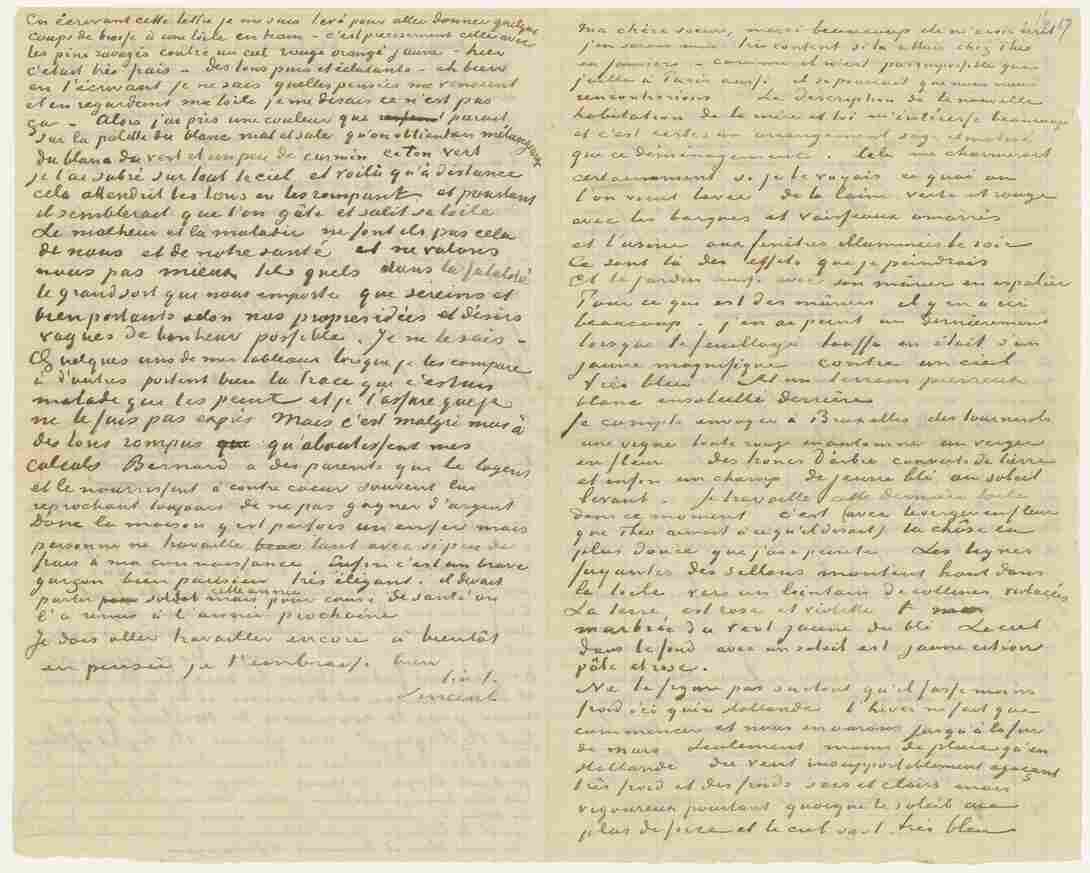 En écrivant cette lettre je me suis levé pour aller donner quelques
coups de brosse à une toile en train – c'est précisement celle avec
les pins ravagés contre un ciel rouge orangé jaune – hier
c'était très frais – des tons purs et éclatants – eh bien
en t'écrivant je ne sais quelles pensées me venaient
et en regardant ma toile je me disais ce n'est pas
ça – Alors j'ai pris une couleur que parait
sur la palette du blanc mat et sale qu'on obtient en mélangeant
du blanc du vert et un peu de carmin ce ton vert
je l'ai sabré sur tout le ciel et voilà qu'à distance
cela attendrit les tons en les rompant et pourtant
il semblerait que l'on gâte et salit sa toile
Le malheur et la maladie ne font ils pas cela
de nous et de notre santé et ne valons
nous pas mieux tels quels dans la fatalité
le grand sort que nous emporte que sereins et
bien portants selon nos propres idées et désirs
vagues de bonheur possible. Je ne le sais –
Quelques uns de mes tableaux lorsque je les compare
à d'autres portent bien la trace que c'est un
malade que les peint et je t'assure que je
ne le fais pas expres Mais c'est malgré moi à
des tons rompus qu'aboutissent mes
calculs Bernard a des parents que le logent
et le nourrissent à contre coeur souvent lui
reprochant toujours de ne pas gagner d'argent
Donc la maison y est parfois un enfer mais
personne ne travaille tant avec si peu de
frais à ma connaissance Enfin c'est un brave
garçon bien parisien très élégant. il devait
cette année
partir soldat mais pour cause de santé on
l'a remis à l'annee prochaine
Je dois aller travailler encore à bientôt
en pensée je t'embrasse bien
t. à t.
Vincent
Ma chère soeur, merci beaucoup de m'avoir écrit
j'en serais très content si tu allais chez Theo
en janvier – comme il n'est pas impossible que
j'aille à Paris aussi il se pourrait que nous nous
rencontrerions La description de la nouvelle
habitation de la mère et toi m'intéresse beaucoup
et c'est certes un arrangement sage et motivé
que ce déménagement. Cela me charmerait
certainement si je le voyais ce quai ou
l'on vient laver de la laine verte et rouge
avec les barques et vaisseaux amarrés
et l'usine aux fenêtres illuminées le soir
Ce sont là des effets que je peindrais
Et le jardin aussi avec son mûrier en espalier
Pour ce qui est des mûriers il y en a ici
beaucoup. j'en ai peint un dernièrement
lorsque le feuillage touffu en était d'un
jaune magnifique contre un ciel
très bleu Et un terrain pierreux
blanc ensoleillé derrière
Je compte envoyer à Bruxelles des tournesols
une vigne toute rouge en automne un verger
en fleur des troncs d'arbre couverts de lierre
et enfin un champ de jeune blé au soleil
levant. Je travaille cette dernière toile
dans ce moment c'est (avec le verger en fleur
que Theo aimait à ce qu'il disait) la chôse la
plus douce que j'aie peinte. Les lignes
fuyantes des sillons montent haut dans
la toile vers un lointain de collines violacées
La terre est rose et violette
marbrée du vert jaune du blé Le ciel
dans le fond avec un soleil est jaune citron
pâle et rose.
Ne te figure pas surtout qu'il fasse moins
froid ici qu'en Hollande l'hiver ne fait que
commencer et nous en avons jusqu'à la fin
de mars Seulement moins de pluie qu'en
Hollande du vent insupportablement agaçant
très froid et des froids secs et clairs mais
vigoureux pourtant quoique le soleil aie
plus de force et le ciel soit très bleu